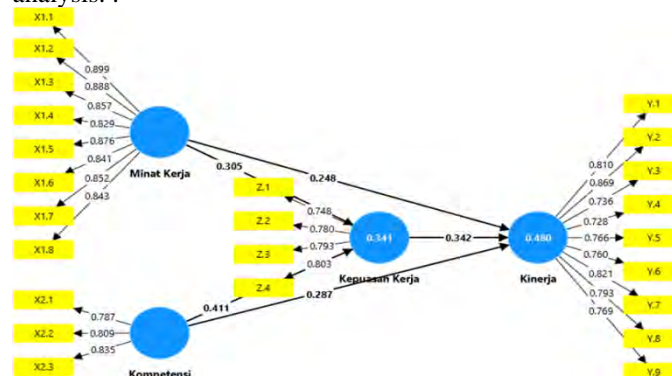 analysis. .
X1.1
X1.2
X1.3
X1.4
X1.5
X1.6
X1.7
X1.8
0.899
0.888
0.857
0.829
0.876
0.841
0.852
0.843
Minat Kerja
0.305
0.248
Z.1
Z.2
Z.3
Z.4
0.748
0.780
0.793
0.803
0.341
Kepuasan Kerja
0.342
0.480
Kinerja
0.411
0.287
X2.1
X2.2
X2.3
0.787
0.809
0.835
Kompetensi
0.810
0.869
0.736
0.728
0.766
0.760
0.821
0.793
0.769
Y.1
Y.2
Y.3
Y.4
Y.5
Y.6
Y.7
Y.8
Y.9